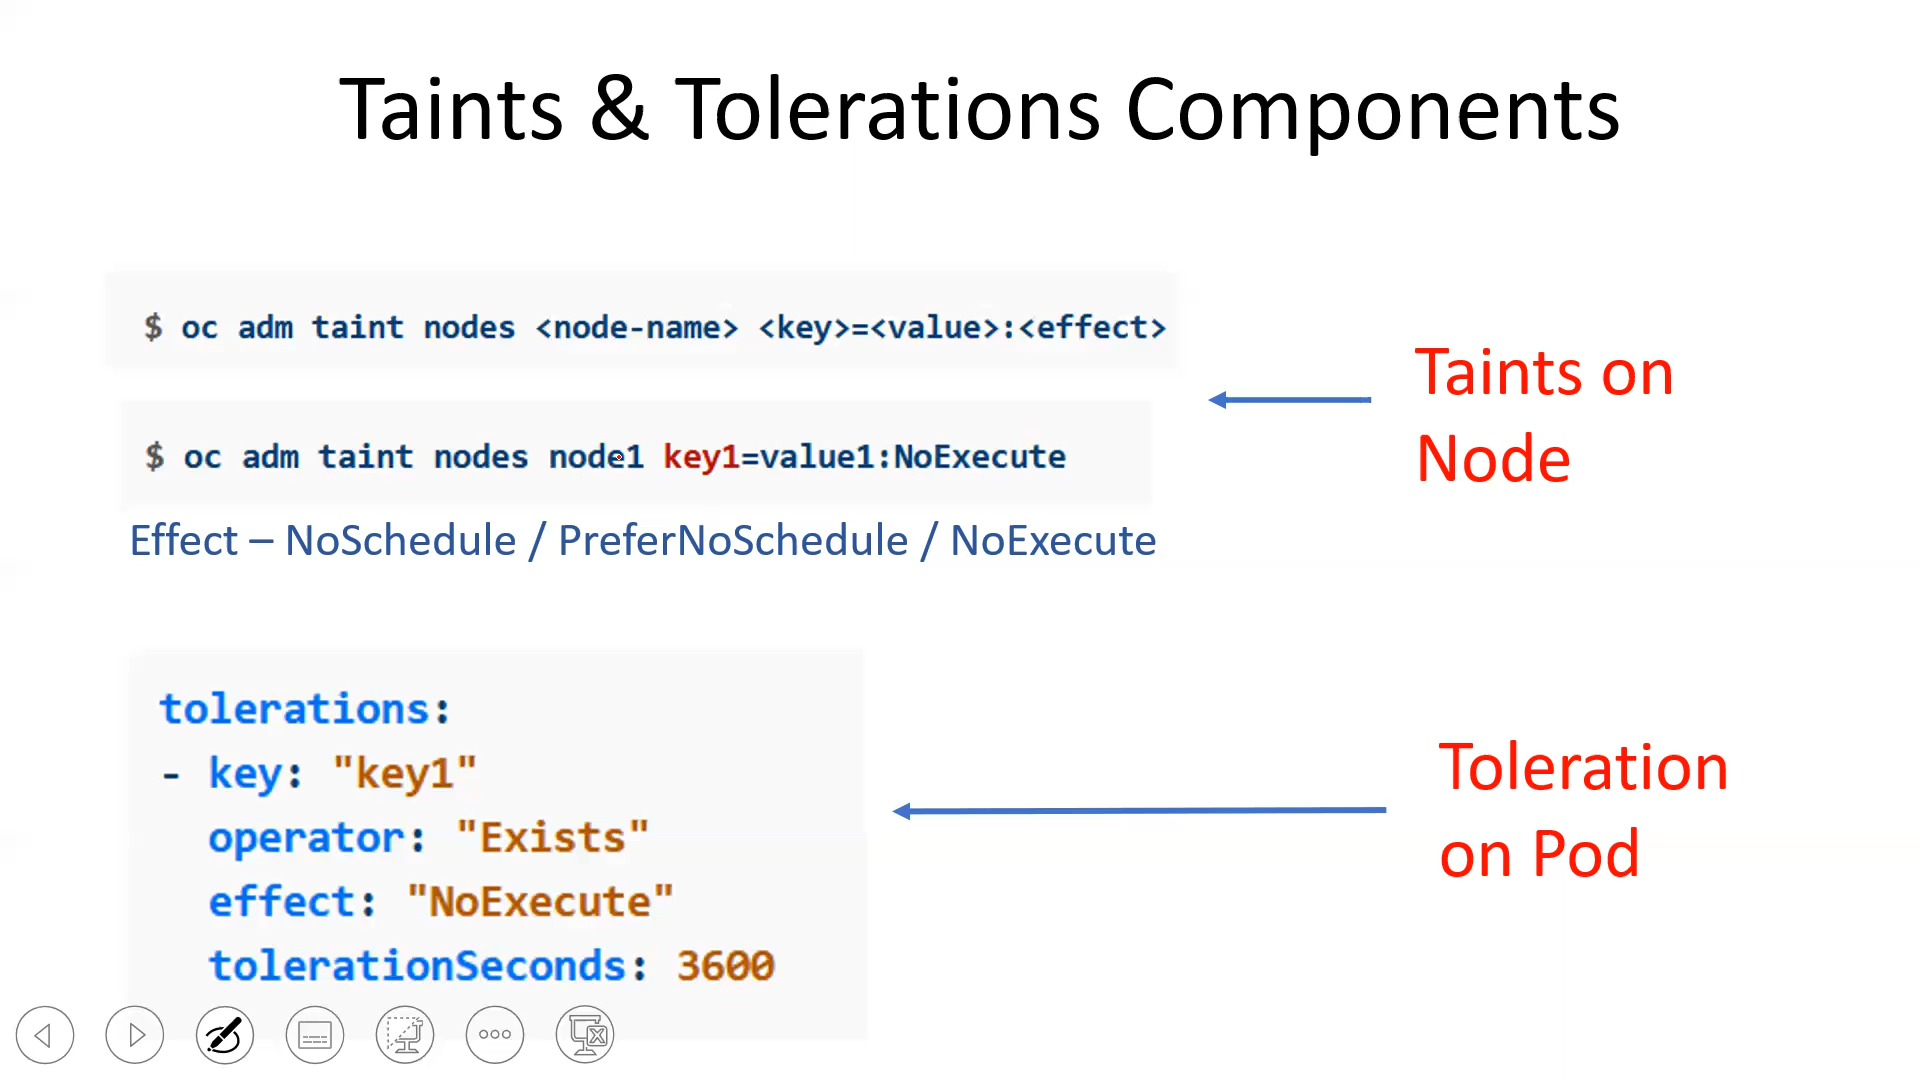 Taints & Tolerations Components
$ oc adm taint nodes <node-name> <key>=<value>:<effect>
$ oc adm taint nodes node1 key1=value1:NoExecute
Effect – NoSchedule / PreferNoSchedule / NoExecute
Taints on
Node
tolerations:
- key: "key1"
  operator: "Exists"
  effect: "NoExecute"
  tolerationSeconds: 3600
Toleration
on Pod